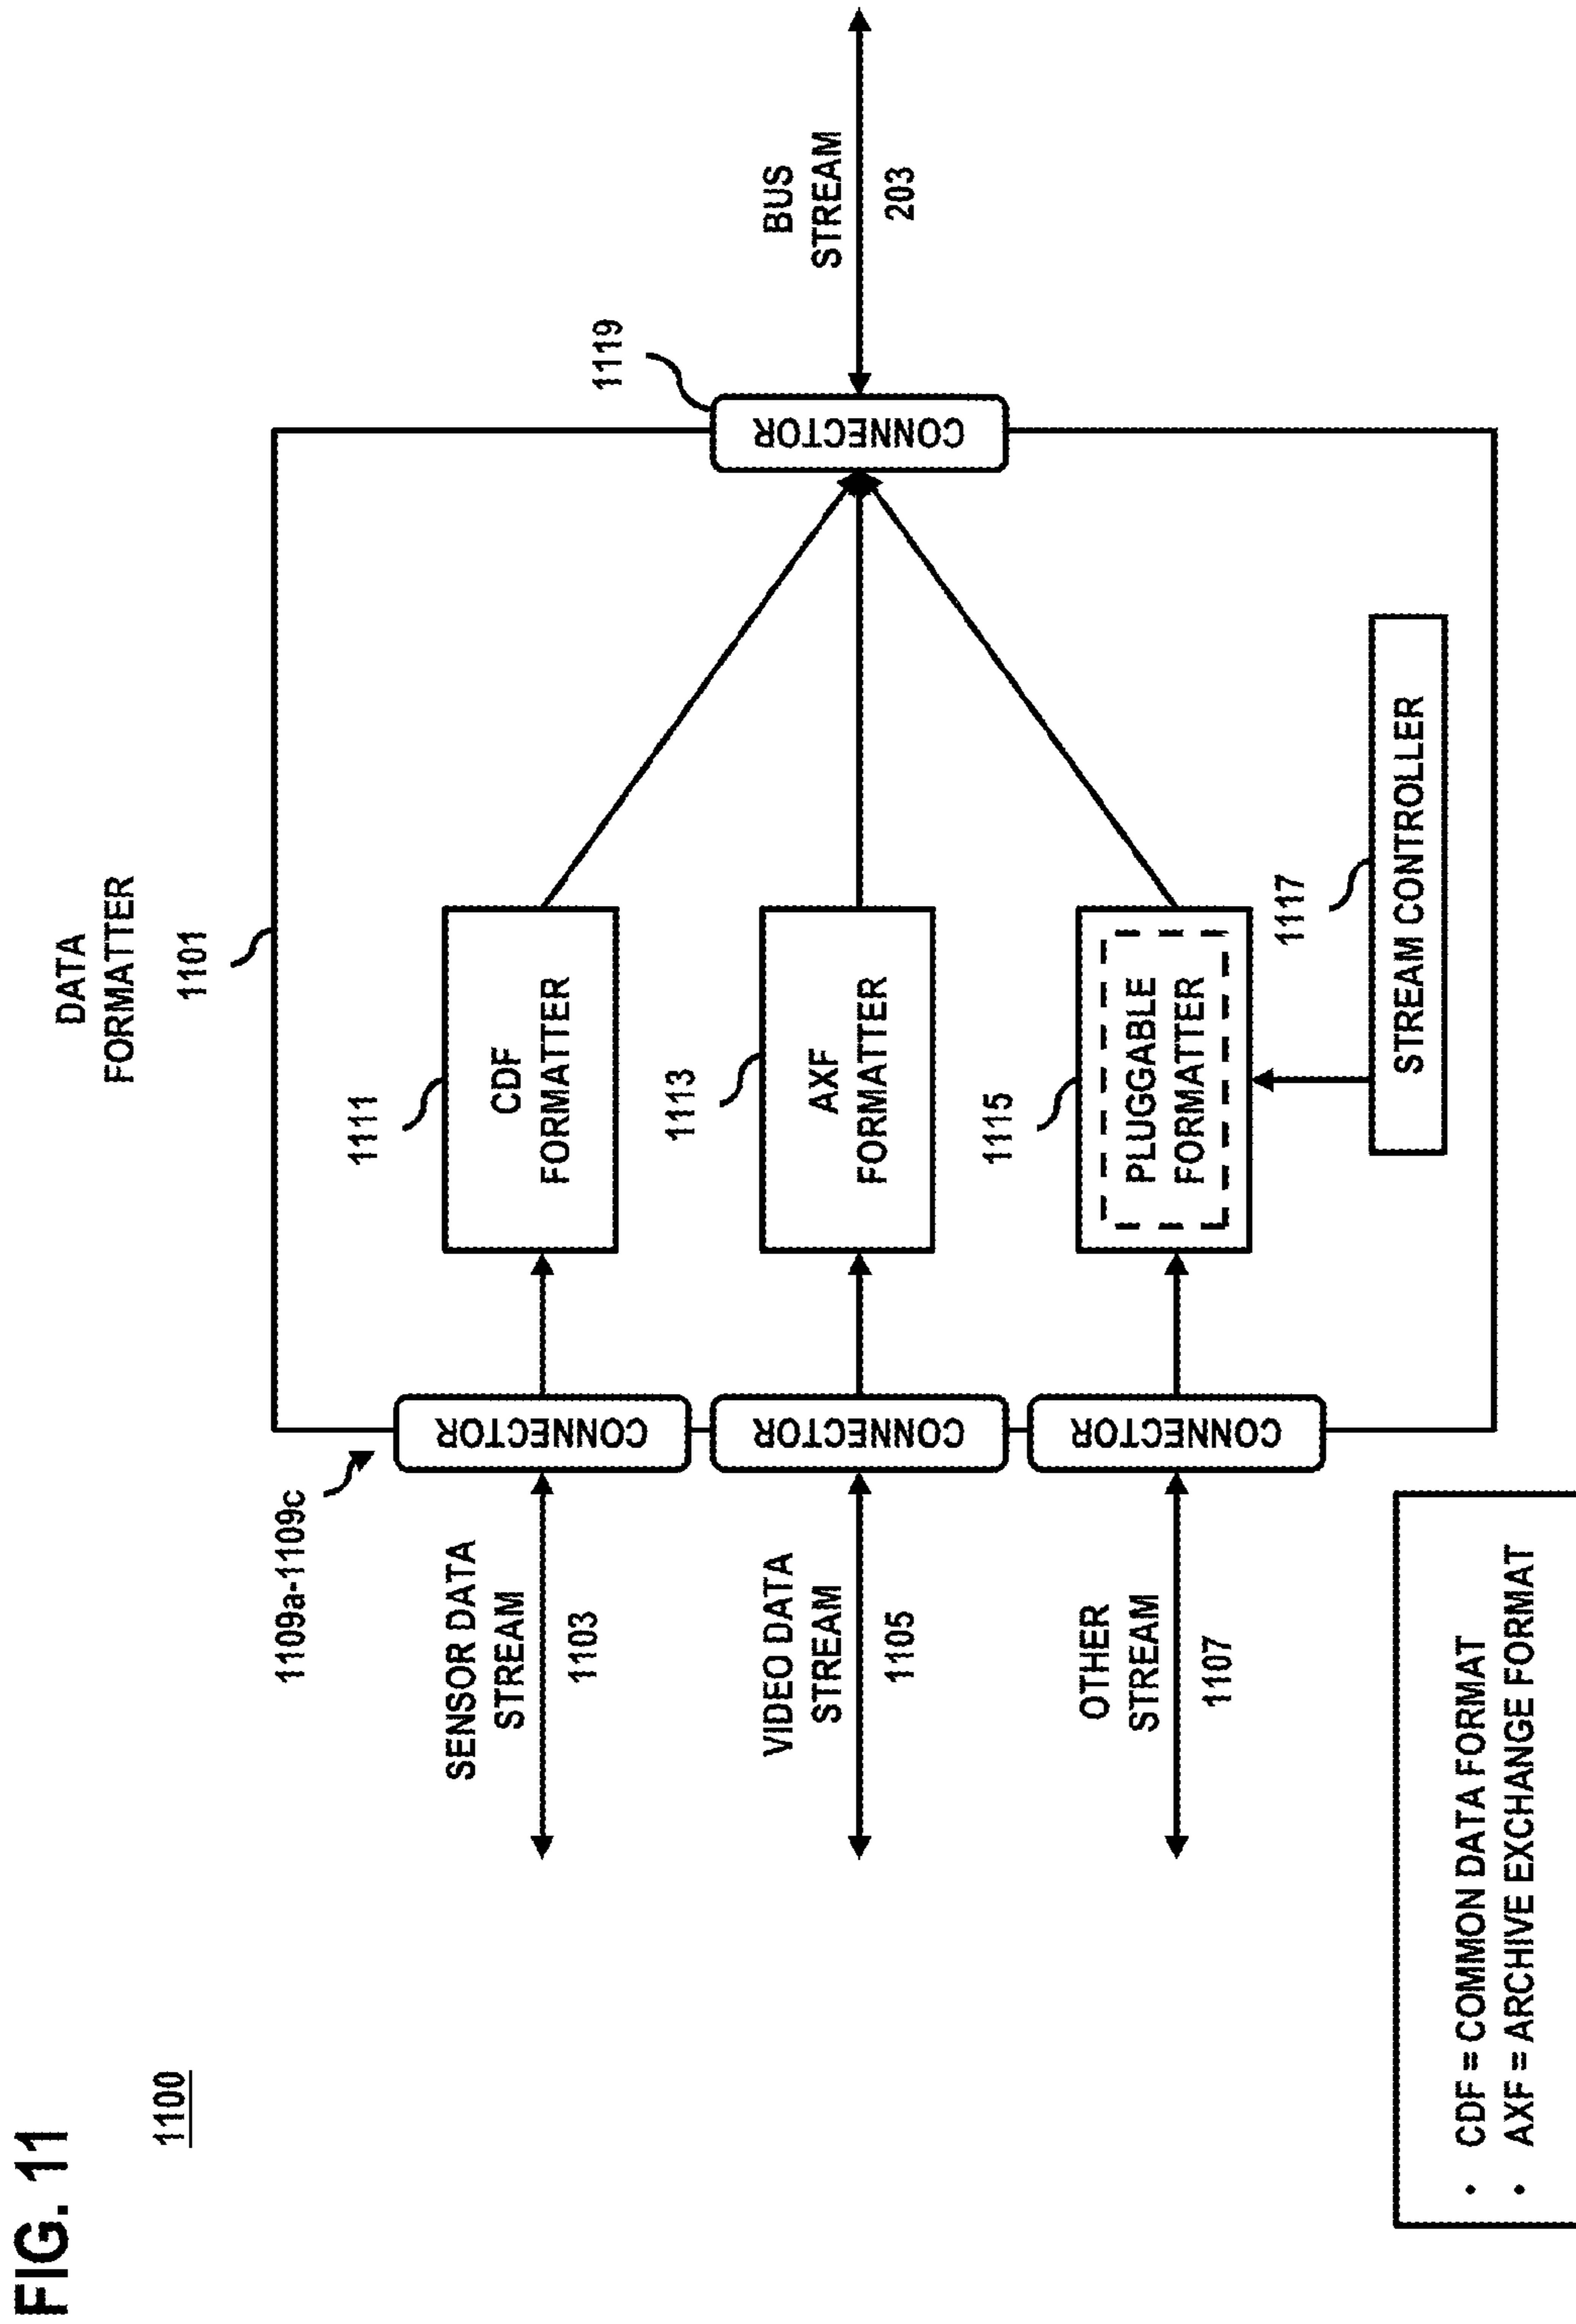 FIG. 11
1100
DATA
FORMATTER
1101
1109a-1109c
SENSOR DATA
STREAM
1103
CONNECTOR
1111
CDF
FORMATTER
VIDEO DATA
STREAM
1105
CONNECTOR
1113
AXF
FORMATTER
OTHER
STREAM
1107
CONNECTOR
1115
PLUGGABLE
FORMATTER
1117
STREAM CONTROLLER
1119
CONNECTOR
BUS
STREAM
203
• CDF = COMMON DATA FORMAT
• AXF = ARCHIVE EXCHANGE FORMAT